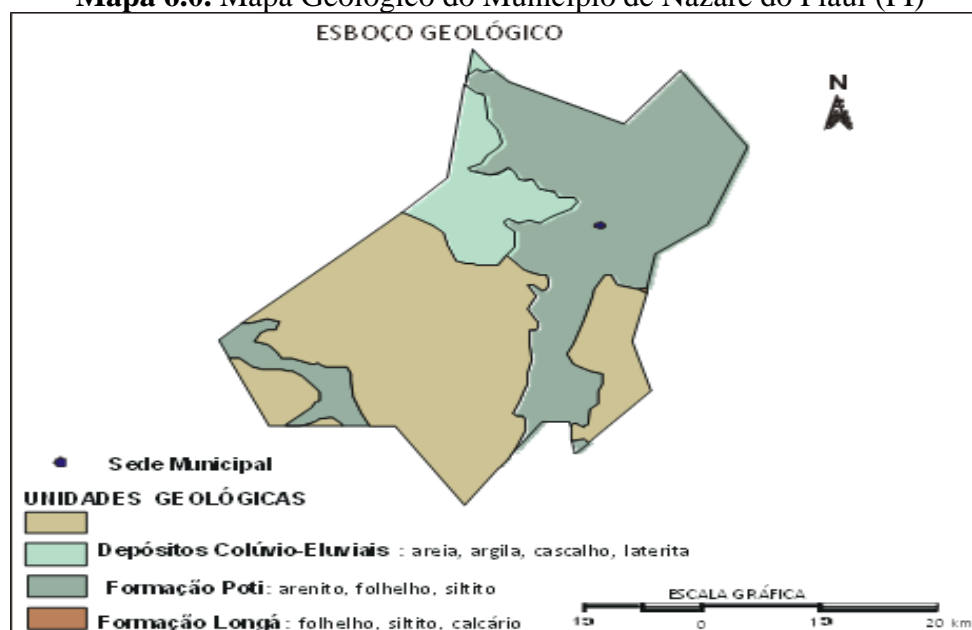 Mapa 6.0: Mapa Geológico do Município de Nazaré do Piauí (PI)
ESBOÇO GEOLÓGICO
N
Sede Municipal
UNIDADES GEOLÓGICAS
Depósitos Colúvio-Eluviais : areia, argila, cascalho, laterita
Formação Poti: arenito, folhelho, siltito
Formação Longá : folhelho, siltito, calcário
ESCALA GRÁFICA
10 0 10 20 km